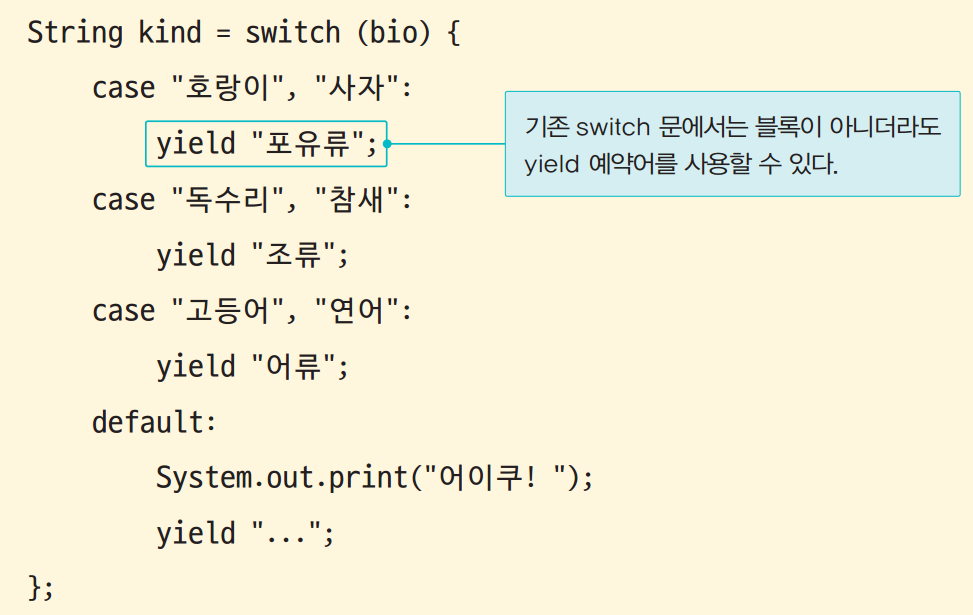 String kind = switch (bio) {
case "호랑이", "사자":
yield "포유류";
기존 switch 문에서는 블록이 아니더라도
yield 예약어를 사용할 수 있다.
case "독수리", "참새":
yield "조류";
case "고등어", "연어":
yield "어류";
default:
System.out.print("어이쿠! ");
yield "...";
};